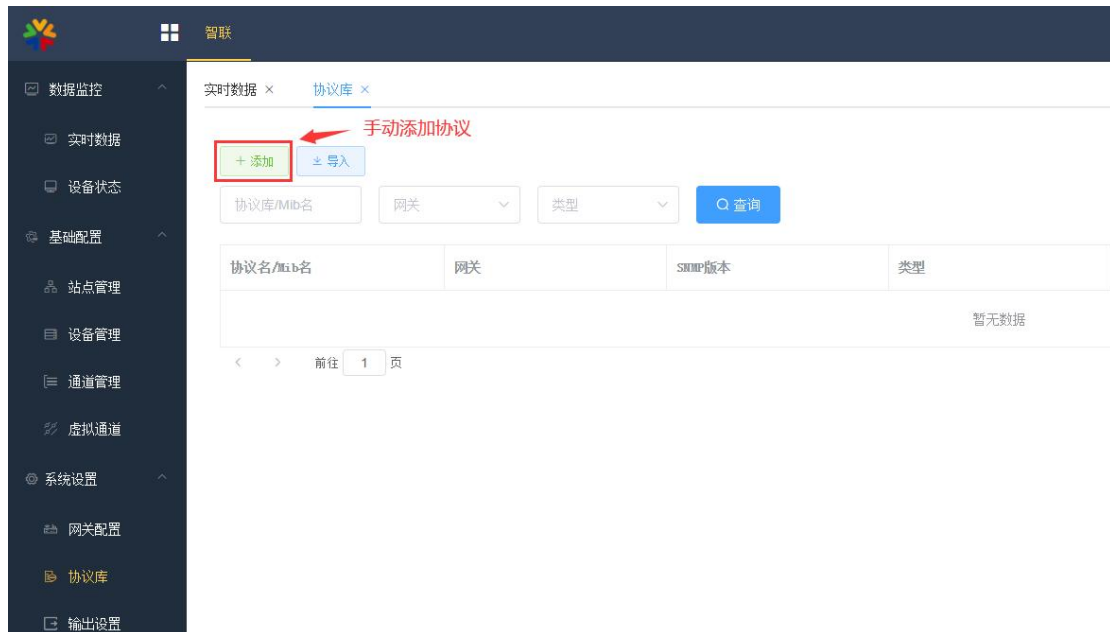 智联
数据监控
实时数据
设备状态
基础配置
站点管理
设备管理
通道管理
虚拟通道
系统设置
网关配置
协议库
输出设置
实时数据 × 协议库 ×
手动添加协议
+ 添加 导入
协议库/Mib名 网关 类型 查询
协议名/Mib名 网关 SNMP版本 类型
暂无数据
< > 前往 1 页